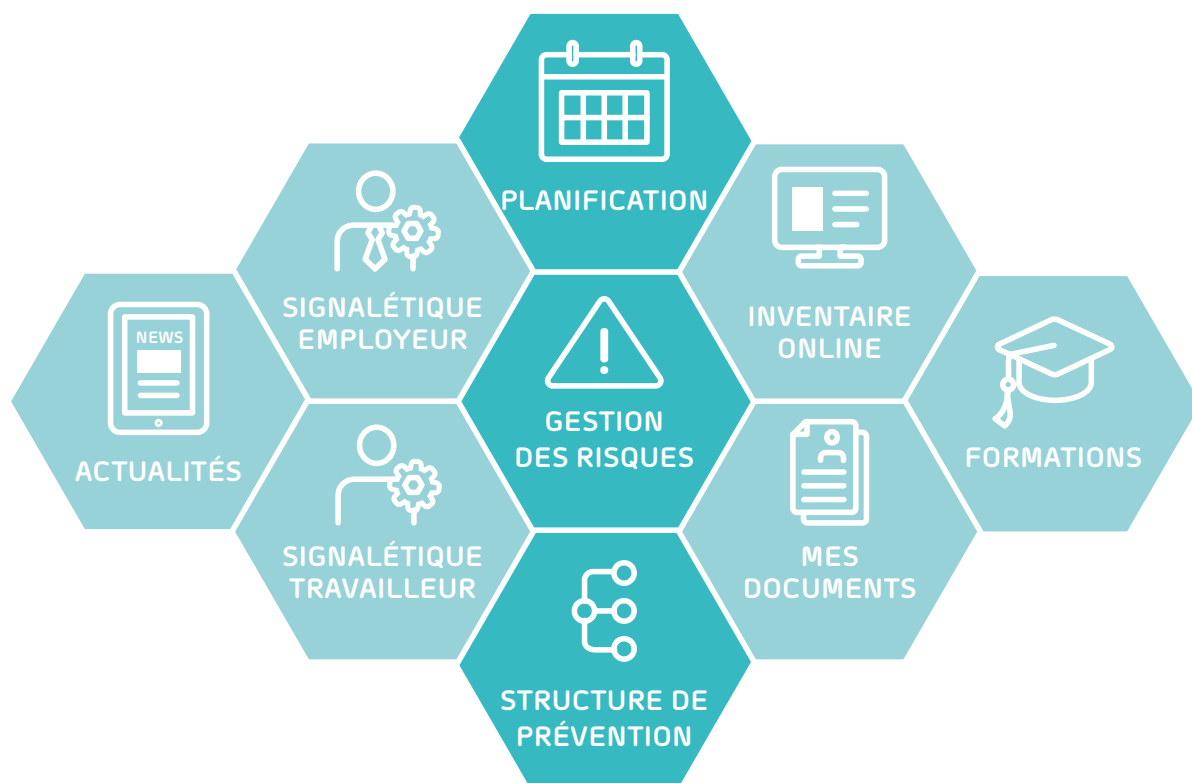 PLANIFICATION
SIGNALÉTIQUE
EMPLOYEUR
INVENTAIRE
ONLINE
NEWS
ACTUALITÉS
GESTION
DES RISQUES
FORMATIONS
SIGNALÉTIQUE
TRAVAILLEUR
MES
DOCUMENTS
STRUCTURE DE
PRÉVENTION